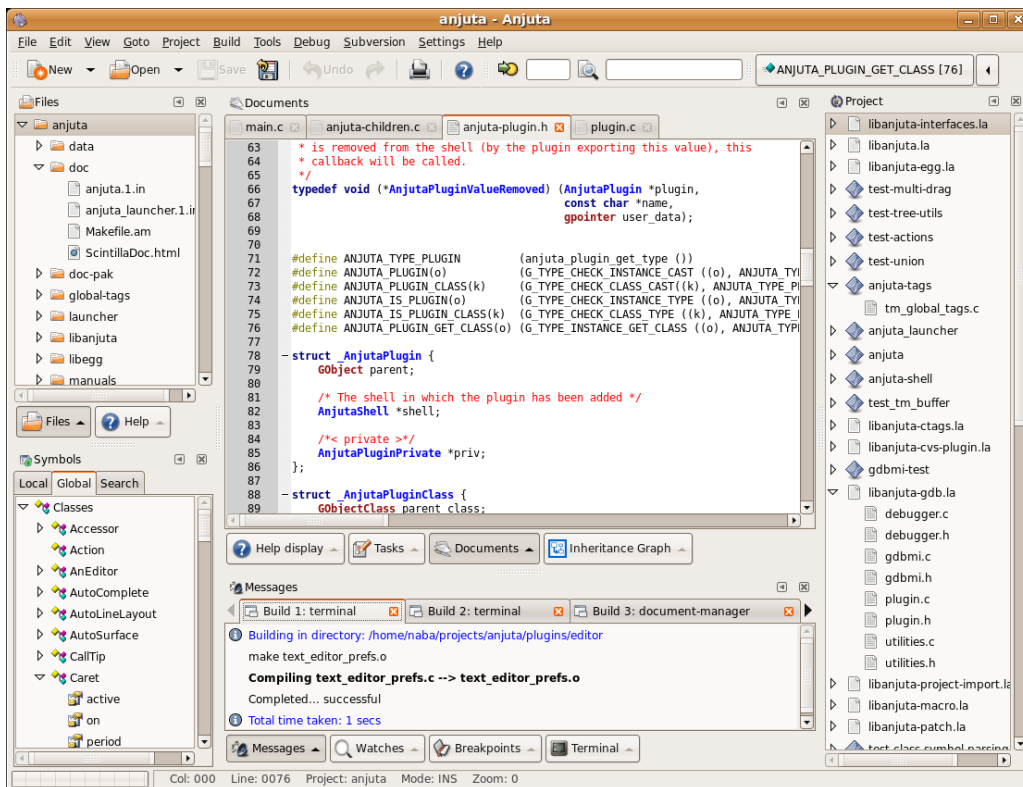 anjuta - Anjuta
File Edit View Goto Project Build Tools Debug Subversion Settings Help
New Open Save Undo ANJUTA_PLUGIN_GET_CLASS [76]
Files
anjuta
data
doc
anjuta.1.in
anjuta_launcher.1.in
Makefile.am
ScintillaDoc.html
doc-pak
global-tags
launcher
libanjuta
libegg
manuals
Files Help
Symbols
Local Global Search
Classes
Accessor
Action
AnEditor
AutoComplete
AutoLineLayout
AutoSurface
CallTip
Caret
active
on
period
Documents
main.c anjuta-children.c anjuta-plugin.h plugin.c
63 * is removed from the shell (by the plugin exporting this value), this
64 * callback will be called.
65 */
66 typedef void (*AnjutaPluginValueRemoved) (AnjutaPlugin *plugin,
67 const char *name,
68 gpointer user_data);
69
70
71 #define ANJUTA_TYPE_PLUGIN (anjuta_plugin_get_type ())
72 #define ANJUTA_PLUGIN(o) (G_TYPE_CHECK_INSTANCE_CAST ((o), ANJUTA_TYP
73 #define ANJUTA_PLUGIN_CLASS(k) (G_TYPE_CHECK_CLASS_CAST((k), ANJUTA_TYPE_P
74 #define ANJUTA_IS_PLUGIN(o) (G_TYPE_CHECK_INSTANCE_TYPE ((o), ANJUTA_TYP
75 #define ANJUTA_IS_PLUGIN_CLASS(k) (G_TYPE_CHECK_CLASS_TYPE ((k), ANJUTA_TYPE_
76 #define ANJUTA_PLUGIN_GET_CLASS(o) (G_TYPE_INSTANCE_GET_CLASS ((o), ANJUTA_TYP
77
78 struct _AnjutaPlugin {
79 GObject parent;
80
81 /* The shell in which the plugin has been added */
82 AnjutaShell *shell;
83
84 /*< private >*/
85 AnjutaPluginPrivate *priv;
86 };
87
88 struct _AnjutaPluginClass {
89 GObjectClass parent_class;
Help display Tasks Documents Inheritance Graph
Messages
Build 1: terminal Build 2: terminal Build 3: document-manager
Building in directory: /home/naba/projects/anjuta/plugins/editor
make text_editor_prefs.o
Compiling text_editor_prefs.c --> text_editor_prefs.o
Completed... successful
Total time taken: 1 secs
Messages Watches Breakpoints Terminal
Project
libanjuta-interfaces.la
libanjuta.la
libanjuta-egg.la
test-multi-drag
test-tree-utils
test-actions
test-union
anjuta-tags
tm_global_tags.c
anjuta_launcher
anjuta
anjuta-shell
test_tm_buffer
libanjuta-ctags.la
libanjuta-cvs-plugin.la
gdbmi-test
libanjuta-gdb.la
debugger.c
debugger.h
gdbmi.c
gdbmi.h
plugin.c
plugin.h
utilities.c
utilities.h
libanjuta-project-import.la
libanjuta-macro.la
libanjuta-patch.la
test-class-symbol-parsing
Col: 000 Line: 0076 Project: anjuta Mode: INS Zoom: 0